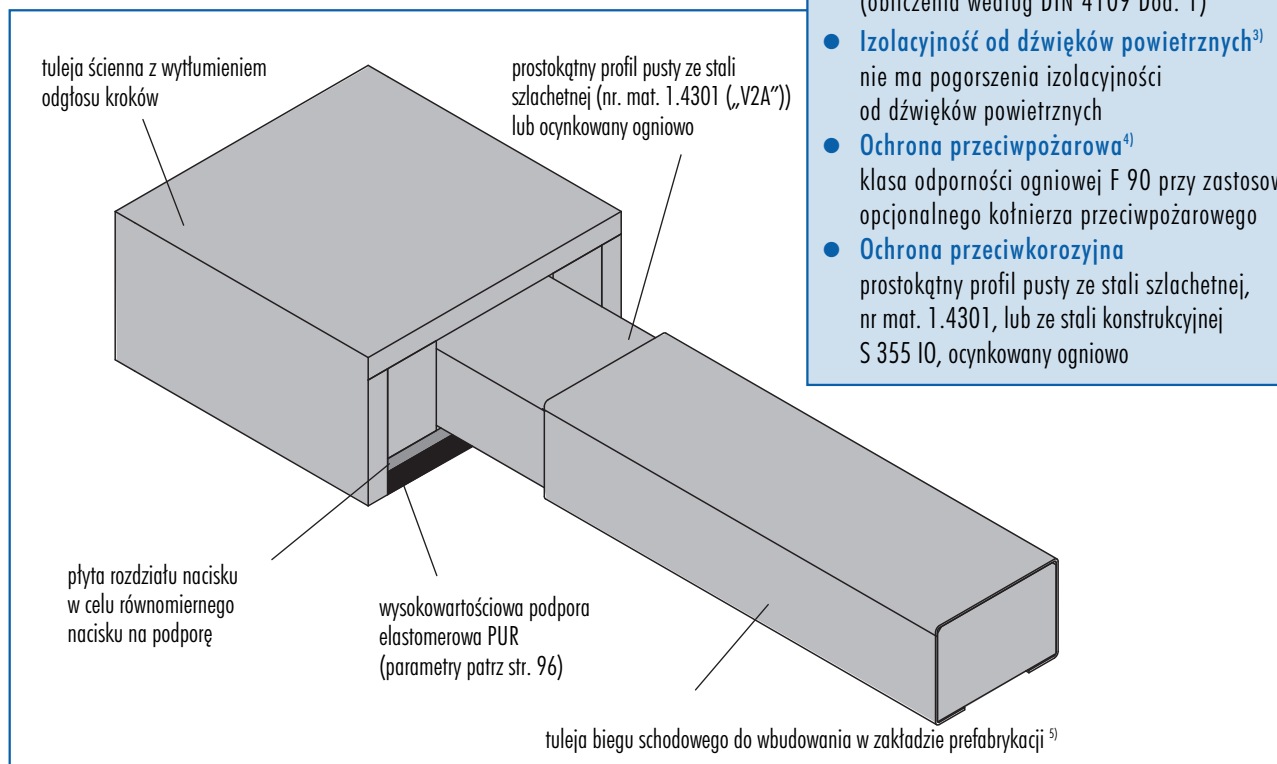 (obliczenia według DIN 4109 Dod. 1)
● Izolacyjność od dźwięków powietrznych³⁾
nie ma pogorszenia izolacyjności
od dźwięków powietrznych
● Ochrona przeciwpożarowa⁴⁾
klasa odporności ogniowej F 90 przy zastosow
opcjonalnego kołnierza przeciwpożarowego
● Ochrona przeciwkorozyjna
prostokątny profil pusty ze stali szlachetnej,
nr mat. 1.4301, lub ze stali konstrukcyjnej
S 355 IO, ocynkowany ogniowo
tuleja ścienna z wytłumieniem
odgłosu kroków
prostokątny profil pusty ze stali
szlachetnej (nr. mat. 1.4301 („V2A”))
lub ocynkowany ogniowo
płyta rozdziału nacisku
w celu równomiernego
nacisku na podporę
wysokowartościowa podpora
elastomerowa PUR
(parametry patrz str. 96)
tuleja biegu schodowego do wbudowania w zakładzie prefabrykacji ⁵⁾